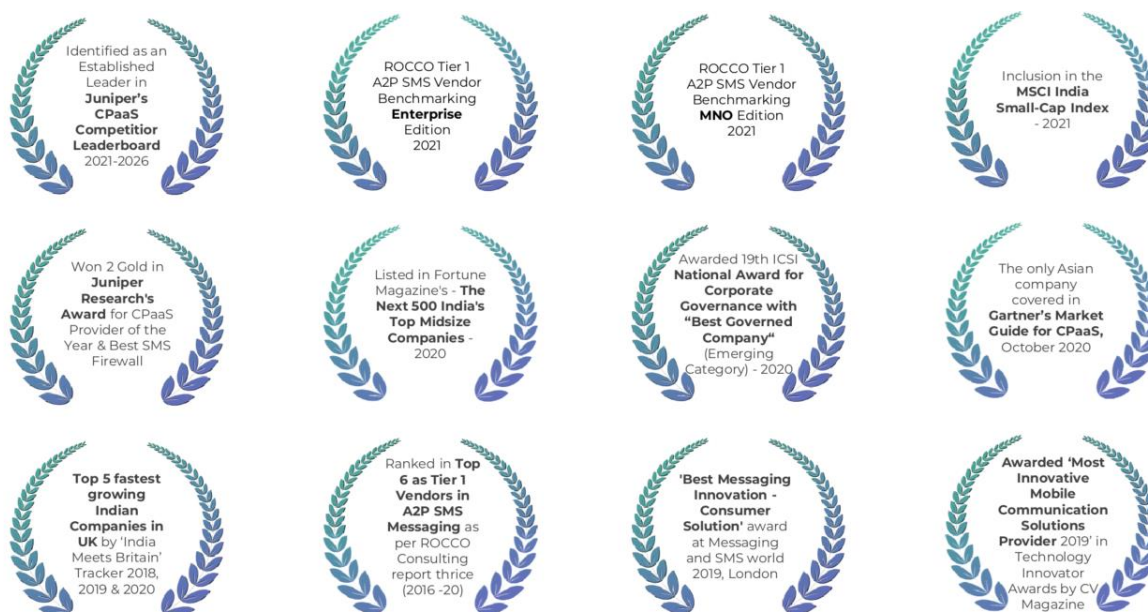 Identified as an
Established
Leader in
Juniper's
CPaaS
Competitior
Leaderboard
2021-2026
ROCCO Tier 1
A2P SMS Vendor
Benchmarking
Enterprise
Edition
2021
ROCCO Tier 1
A2P SMS Vendor
Benchmarking
MNO Edition
2021
Inclusion in the
MSCI India
Small-Cap Index
- 2021
Won 2 Gold in
Juniper
Research's
Award for CPaaS
Provider of the
Year & Best SMS
Firewall
Listed in Fortune
Magazine's - The
Next 500 India's
Top Midsize
Companies -
2020
Awarded 19th ICSI
National Award for
Corporate
Governance with
“Best Governed
Company“
(Emerging
Category) - 2020
The only Asian
company
covered in
Gartner's Market
Guide for CPaaS,
October 2020
Top 5 fastest
growing
Indian
Companies in
UK by ‘India
Meets Britain’
Tracker 2018,
2019 & 2020
Ranked in Top
6 as Tier 1
Vendors in
A2P SMS
Messaging as
per ROCCO
Consulting
report thrice
(2016 -20)
'Best Messaging
Innovation -
Consumer
Solution' award
at Messaging
and SMS world
2019, London
Awarded ‘Most
Innovative
Mobile
Communication
Solutions
Provider 2019’ in
Technology
Innovator
Awards by CV
Magazine